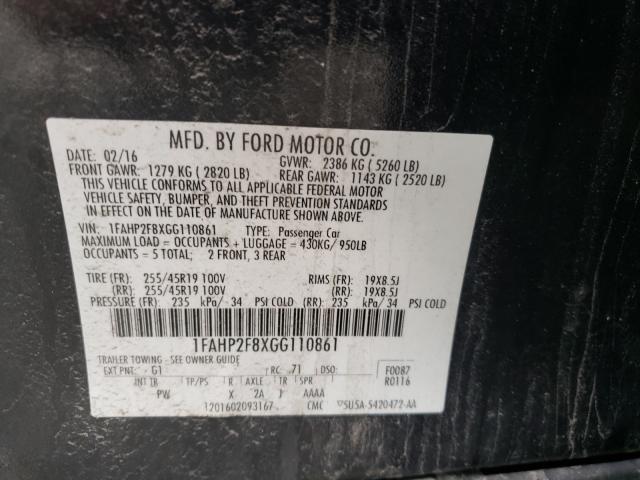 MFD. BY FORD MOTOR CO.
DATE: 02/16 GVWR: 2386 KG ( 5260 LB)
FRONT GAWR: 1279 KG ( 2820 LB) REAR GAWR: 1143 KG ( 2520 LB)
THIS VEHICLE CONFORMS TO ALL APPLICABLE FEDERAL MOTOR
VEHICLE SAFETY, BUMPER, AND THEFT PREVENTION STANDARDS
IN EFFECT ON THE DATE OF MANUFACTURE SHOWN ABOVE.
VIN: 1FAHP2F8XGG110861 TYPE: Passenger Car
MAXIMUM LOAD = OCCUPANTS + LUGGAGE = 430KG/ 950LB
OCCUPANTS = 5 TOTAL; 2 FRONT, 3 REAR
TIRE (FR): 255/45R19 100V RIMS (FR): 19X8.5J
(RR): 255/45R19 100V (RR): 19X8.5J
PRESSURE (FR): 235 kPa/ 34 PSI COLD (RR): 235 kPa/ 34 PSI COLD
1FAHP2F8XGG110861
TRAILER TOWING - SEE OWNER GUIDE
EXT PNT: G1 RC: 71 DSO: F0087
R0116
INT TR TP/PS R AXLE TR SPR
PW X 2A AAAA
1201602093167 CMC ▽5U5A-5420472-AA